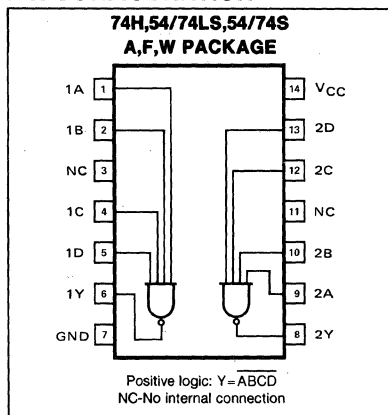 74H,54/74LS,54/74S
A,F,W PACKAGE
1A 1 14 VCC
1B 2 13 2D
NC 3 12 2C
1C 4 11 NC
1D 5 10 2B
1Y 6 9 2A
GND 7 8 2Y
Positive logic: Y=ABCD
NC-No internal connection